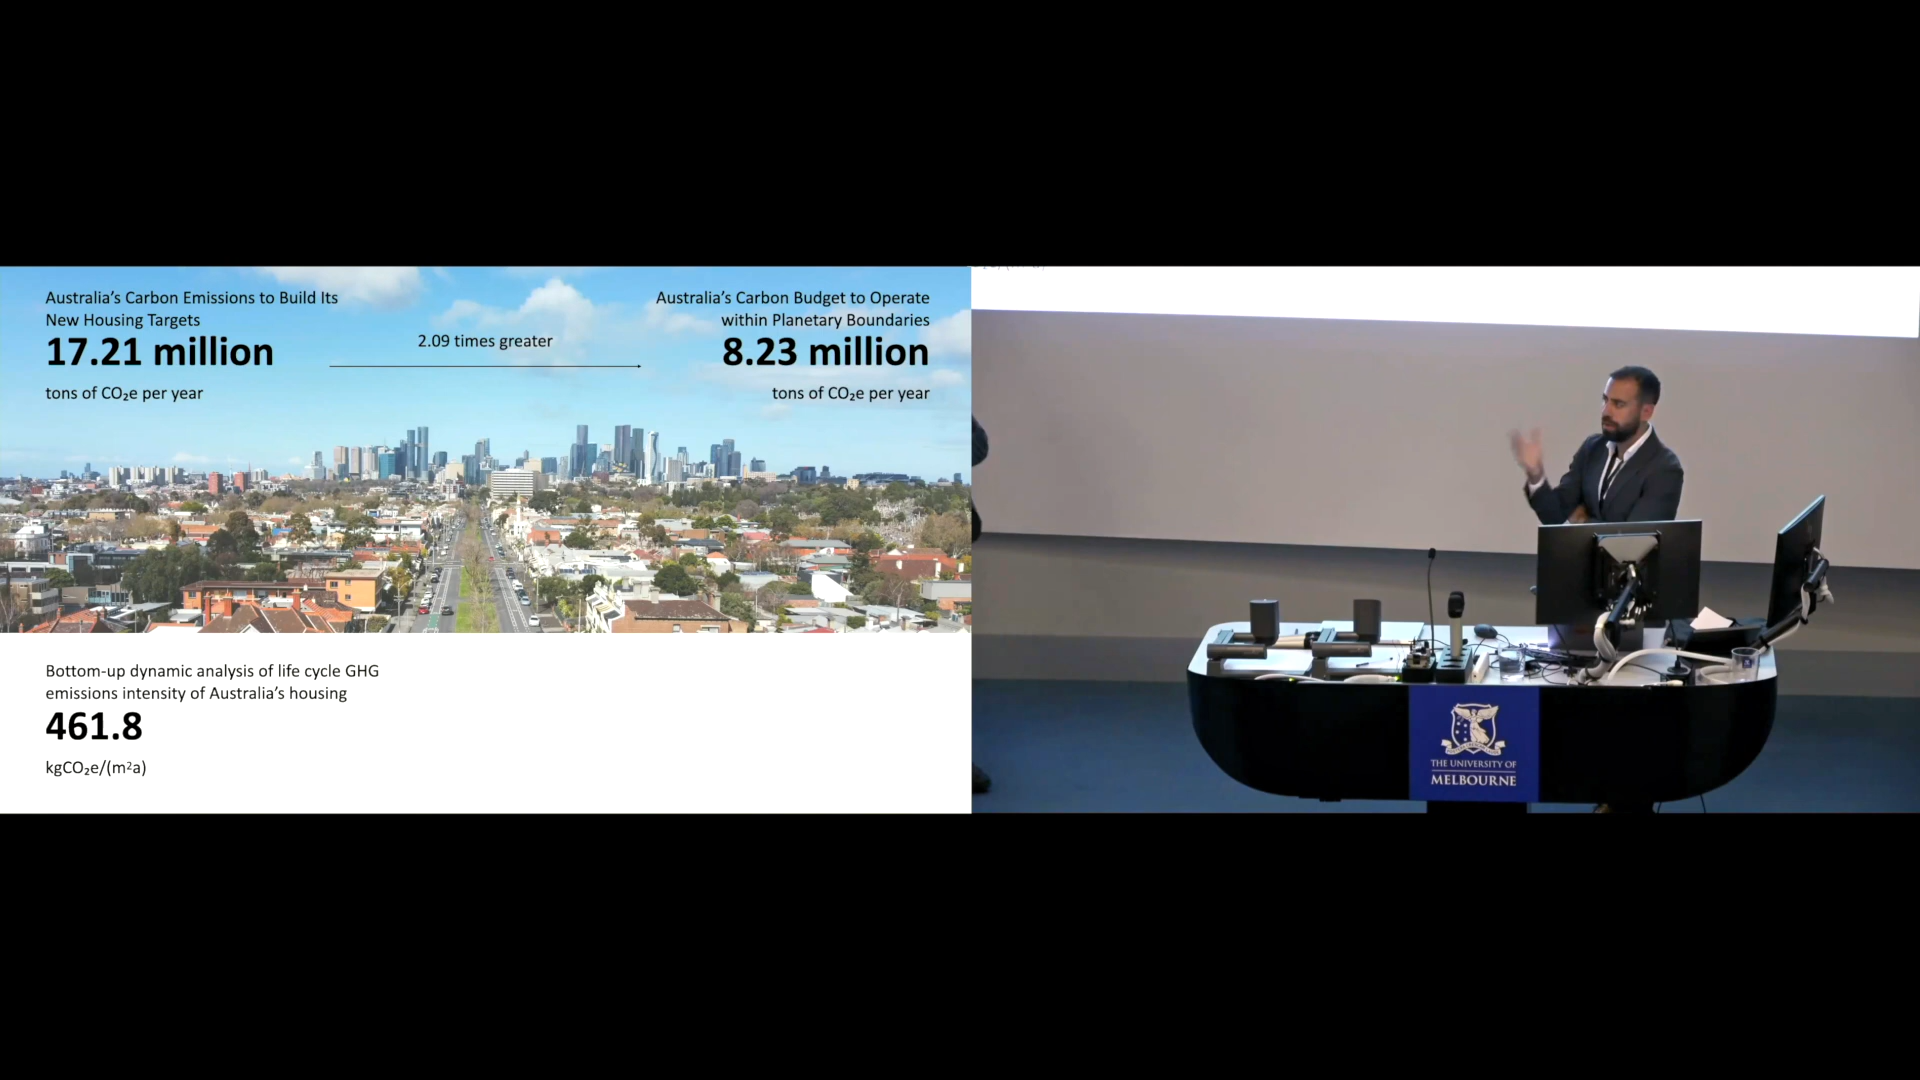 Australia's Carbon Emissions to Build Its
New Housing Targets
17.21 million
tons of CO₂e per year
2.09 times greater
Australia's Carbon Budget to Operate
within Planetary Boundaries
8.23 million
tons of CO₂e per year
Bottom-up dynamic analysis of life cycle GHG
emissions intensity of Australia's housing
461.8
kgCO₂e/(m²a)
THE UNIVERSITY OF
MELBOURNE